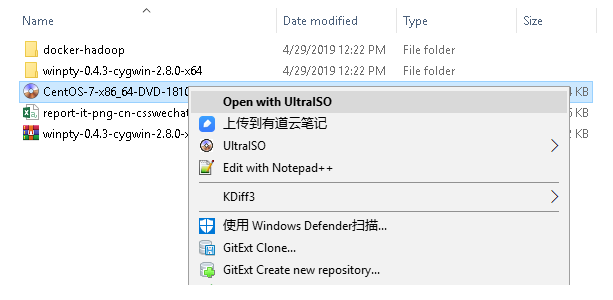 Date modified Type Size
docker-hadoop 4/29/2019 12:22 PM File folder
winpty-0.4.3-cygwin-2.8.0-x64 4/29/2019 12:22 PM File folder
CentOS-7-x86_64-DVD-1810 KB
Open with UltraISO
report-it-png-cn-csswechat KB
上传到有道云笔记
winpty-0.4.3-cygwin-2.8.0-x KB
UltraISO
Edit with Notepad++
KDiff3
使用 Windows Defender扫描...
GitExt Clone...
GitExt Create new repository...